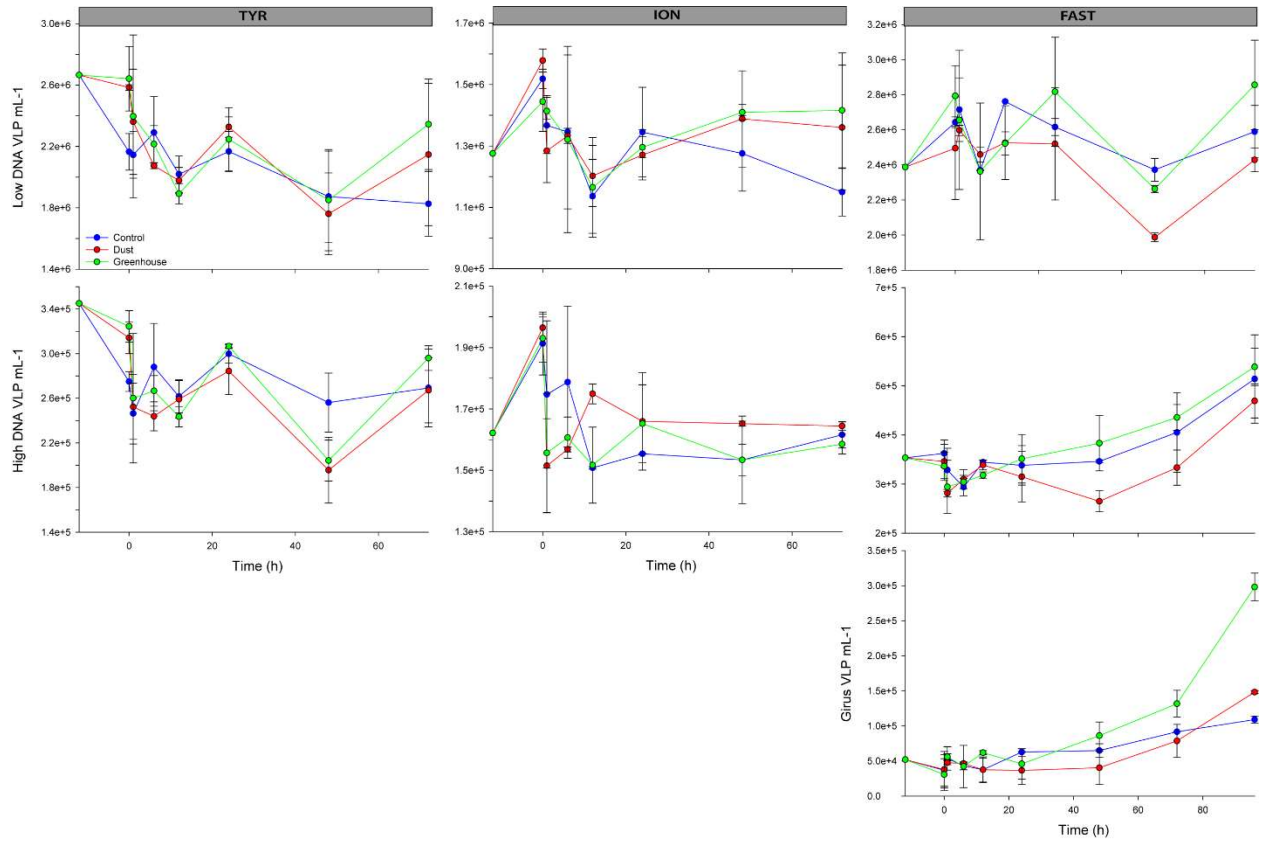 TYR ION FAST
Low DNA VLP mL-1
3.0e+6
2.6e+6
2.2e+6
1.8e+6
1.4e+6
Control
Dust
Greenhouse
1.7e+6
1.5e+6
1.3e+6
1.1e+6
9.0e+5
3.2e+6
3.0e+6
2.8e+6
2.6e+6
2.4e+6
2.2e+6
2.0e+6
1.8e+6
High DNA VLP mL-1
3.4e+5
3.0e+5
2.6e+5
2.2e+5
1.8e+5
1.4e+5
0 20 40 60
Time (h)
2.1e+5
1.9e+5
1.7e+5
1.5e+5
1.3e+5
0 20 40 60
Time (h)
7e+5
6e+5
5e+5
4e+5
3e+5
2e+5
Girus VLP mL-1
3.5e+5
3.0e+5
2.5e+5
2.0e+5
1.5e+5
1.0e+5
5.0e+4
0.0
0 20 40 60 80
Time (h)